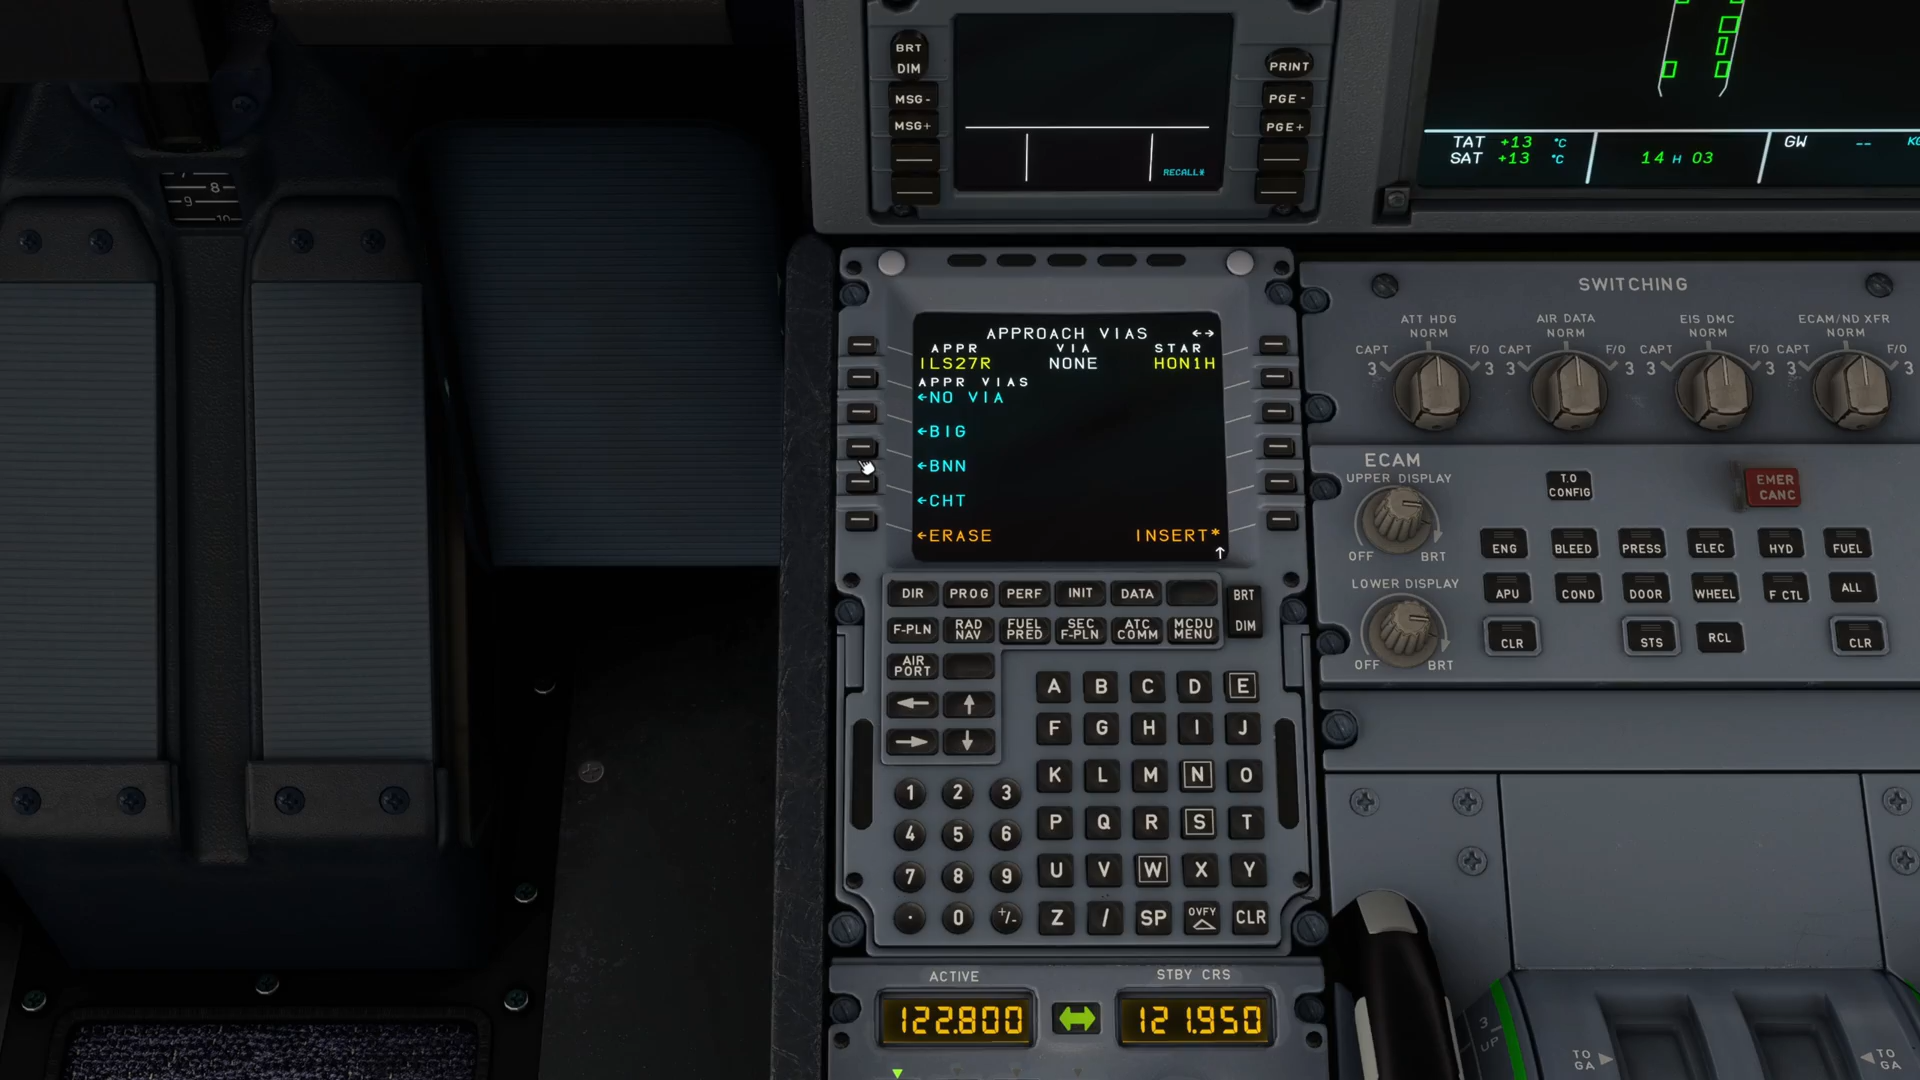 BRT
DIM
MSG-
MSG+
PRINT
PGE-
PGE+
RECALL*
TAT +13 °C
SAT +13 °C
14 H 03
GW -- KG
8
9
10
APPROACH VIAS ←→
APPR VIA STAR
ILS27R NONE HON1H
APPR VIAS
←NO VIA
←BIG
←BNN
←CHT
←ERASE INSERT*
↑
DIR PROG PERF INIT DATA
BRT
DIM
F-PLN RAD NAV FUEL PRED SEC F-PLN ATC COMM MCDU MENU
AIR PORT
← ↑
→ ↓
A B C D E
F G H I J
K L M N O
P Q R S T
U V W X Y
Z / SP OVFY CLR
1 2 3
4 5 6
7 8 9
. 0 +/-
ACTIVE STBY CRS
122.800 121.950
SWITCHING
ATT HDG AIR DATA EIS DMC ECAM/ND XFR
NORM NORM NORM NORM
CAPT F/O CAPT F/O CAPT F/O CAPT F/O
3 3 3 3 3 3 3 3
ECAM
UPPER DISPLAY
OFF BRT
LOWER DISPLAY
OFF BRT
T.O CONFIG
EMER CANC
ENG BLEED PRESS ELEC HYD FUEL
APU COND DOOR WHEEL F CTL ALL
CLR STS RCL CLR
3
UP
TO GA TO GA